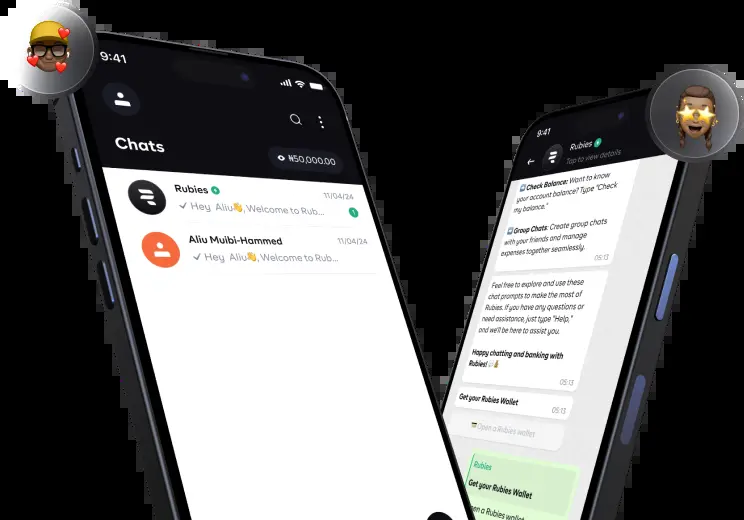 9:41
Chats
₦50,000.00
Rubies
11/04/24
Hey Aliu👋, Welcome to Rub...
1
Aliu Muibi-Hammed
11/04/24
Hey Aliu👋, Welcome to Rub...
9:41
Rubies
Tap to view details
Check Balance: Want to know
your account balance? Type "Check
my balance."
Group Chats: Create group chats
with your friends and manage
expenses together seamlessly.
05:13
Feel free to explore and use these
chat prompts to make the most of
Rubies. If you have any questions or
need assistance, just type "Help,"
and we'll be here to assist you.
Happy chatting and banking with
Rubies!
05:13
Get your Rubies Wallet
05:13
Open a Rubies wallet
Rubies
Get your Rubies Wallet
Open a Rubies wallet